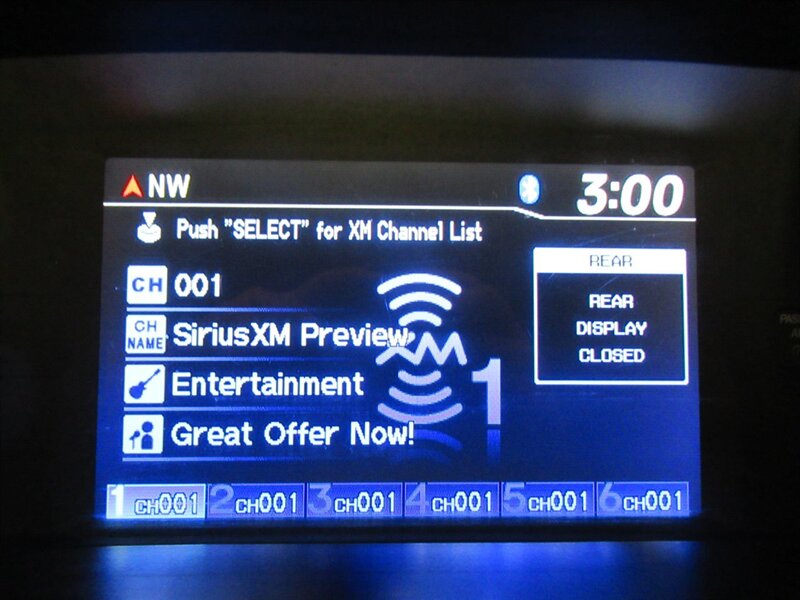 NW
3:00
Push "SELECT" for XM Channel List
CH 001
CH NAME SiriusXM Preview
Entertainment
Great Offer Now!
XM 1
REAR
REAR
DISPLAY
CLOSED
1 CH001 2 CH001 3 CH001 4 CH001 5 CH001 6 CH001